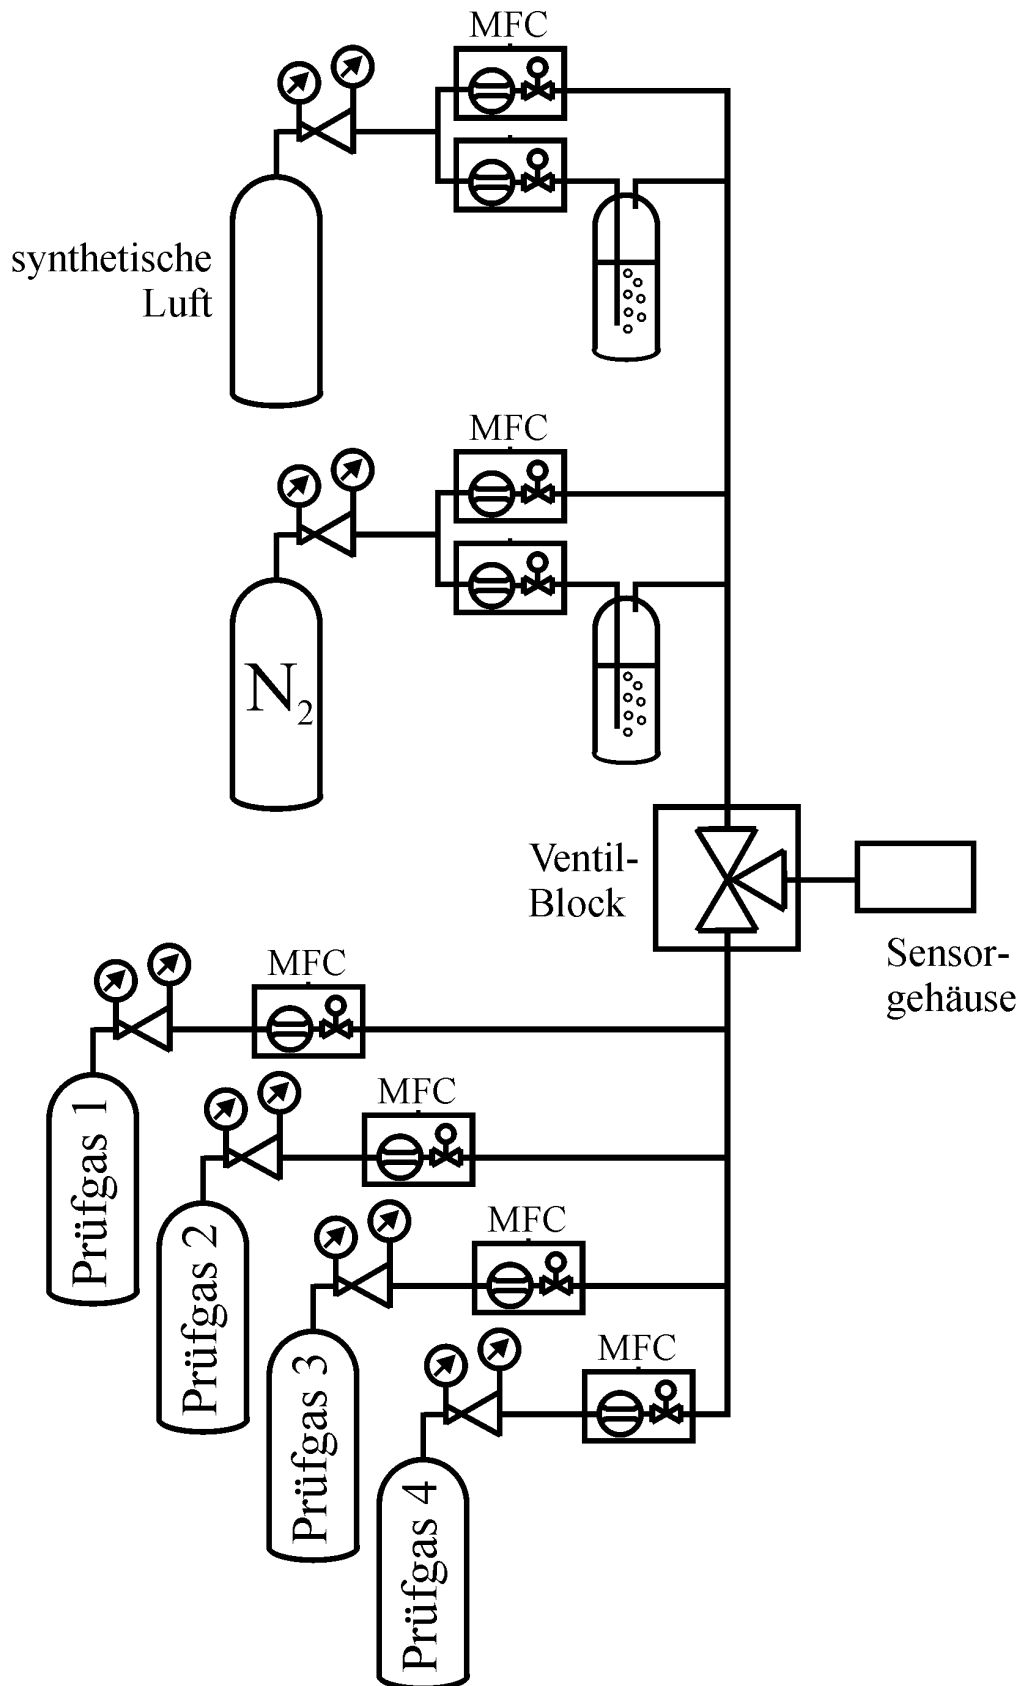 MFC
synthetische
Luft
MFC
N₂
Ventil-
Block
Sensor-
gehäuse
MFC
Prüfgas 1
MFC
Prüfgas 2
MFC
Prüfgas 3
MFC
Prüfgas 4